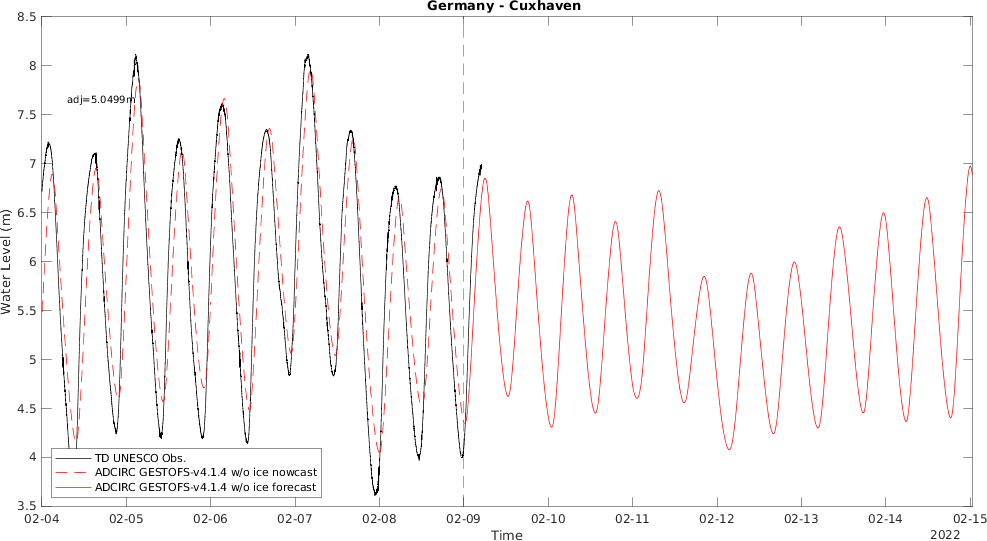 Germany - Cuxhaven
8.5
8
7.5
7
6.5
6
5.5
5
4.5
4
3.5
Water Level (m)
adj=5.0499m
TD UNESCO Obs.
ADCIRC GESTOFS-v4.1.4 w/o ice nowcast
ADCIRC GESTOFS-v4.1.4 w/o ice forecast
02-04 02-05 02-06 02-07 02-08 02-09 02-10 02-11 02-12 02-13 02-14 02-15
Time
2022